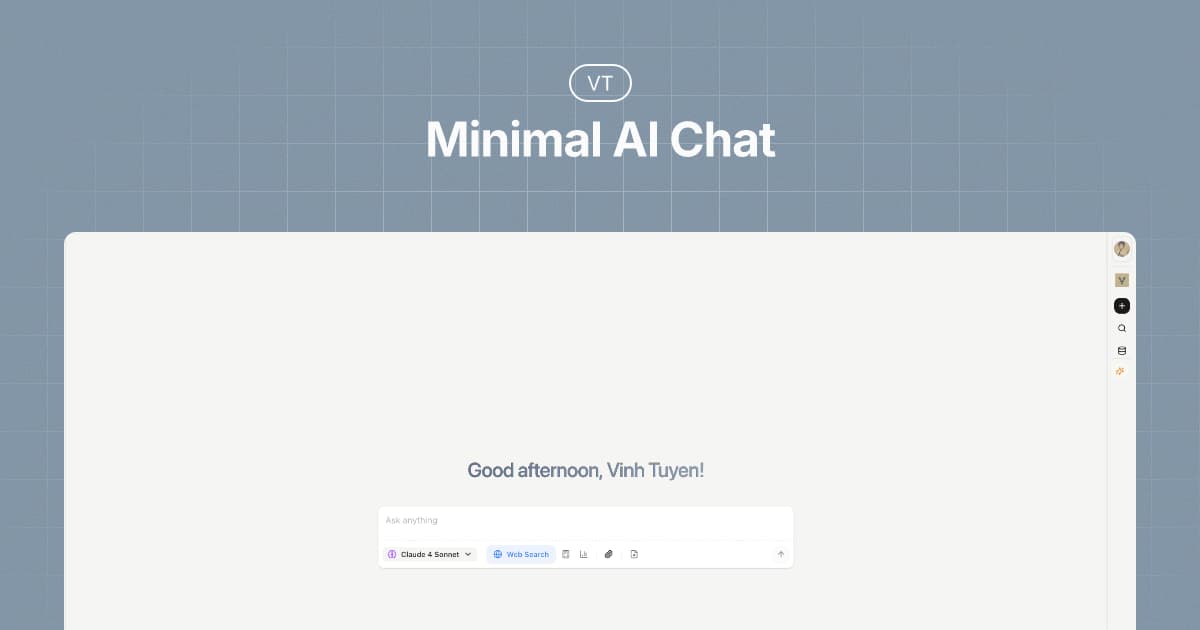 VT
Minimal AI Chat
Good afternoon, Vinh Tuyen!
Ask anything
Claude 4 Sonnet
Web Search